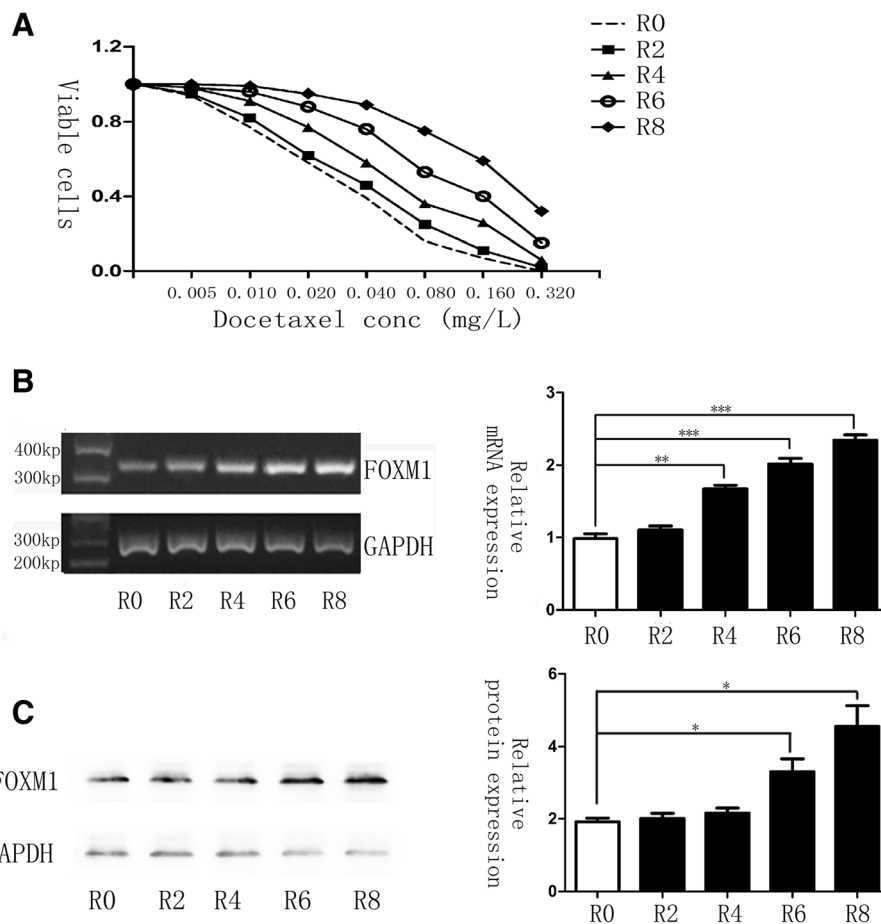 A
R0
R2
R4
R6
R8
Viable cells
1.2
0.8
0.4
0.0
0.005 0.010 0.020 0.040 0.080 0.160 0.320
Docetaxel conc (mg/L)
B
400kp
300kp
FOXM1
300kp
200kp
GAPDH
R0 R2 R4 R6 R8
Relative
mRNA expression
3
2
1
0
***
***
**
R0 R2 R4 R6 R8
C
FOXM1
APDH
R0 R2 R4 R6 R8
Relative
protein expression
6
4
2
0
*
*
R0 R2 R4 R6 R8